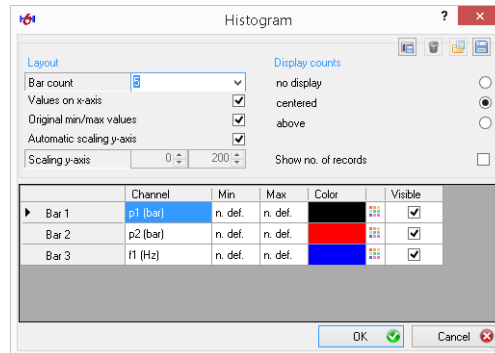 Histogram ?
Layout
Display counts
Bar count 5
no display
Values on x-axis
centered
Original min/max values
above
Automatic scaling y-axis
Scaling y-axis 0 200
Show no. of records
Channel Min Max Color Visible
Bar 1 p1 (bar) n. def. n. def.
Bar 2 p2 (bar) n. def. n. def.
Bar 3 f1 (Hz) n. def. n. def.
OK Cancel